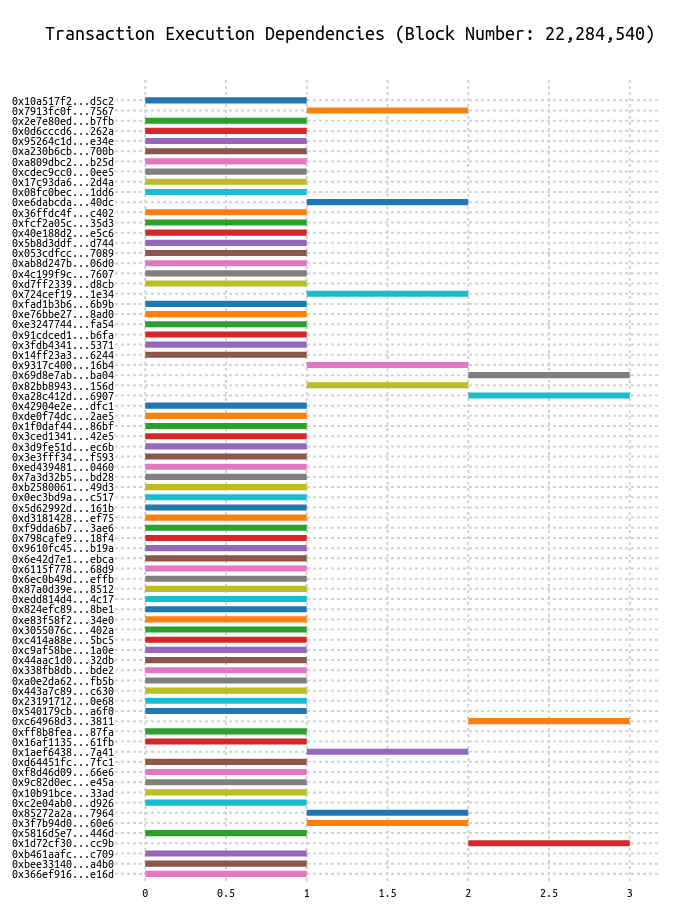 Transaction Execution Dependencies (Block Number: 22,284,540)
0x10a517f2...d5c2
0x7913fc0f...7567
0x2e7e80ed...b7fb
0x0d6cccd6...262a
0x95264c1d...e34e
0xa230b6cb...700b
0xa809dbc2...b25d
0xcdec9cc0...0ee5
0x17c93da6...2d4a
0x08fc0bec...1dd6
0xe6dabcda...40dc
0x36ffdc4f...c402
0xfcf2a05c...35d3
0x40e188d2...e5c6
0x5b8d3ddf...d744
0x053cdfcc...7089
0xab8d247b...06d0
0x4c199f9c...7607
0xd7ff2339...d8cb
0x724cef19...1e34
0xfad1b3b6...6b9b
0xe76bbe27...8ad0
0xe3247744...fa54
0x91cdced1...b6fa
0x3fdb4341...5371
0x14ff23a3...6244
0x9317c400...16b4
0x69d8e7ab...ba04
0x82bb8943...156d
0xa28c412d...6907
0x42904e2e...dfc1
0xde0f74dc...2ae5
0x1f0daf44...86bf
0x3ced1341...42e5
0x3d9fe51d...ec6b
0x3e3fff34...f593
0xed439481...0460
0x7a3d32b5...bd28
0xb2580061...49d3
0x0ec3bd9a...c517
0x5d62992d...161b
0xd3181428...ef75
0xf9dda6b7...3ae6
0x798cafe9...18f4
0x9610fc45...b19a
0x6e42d7e1...ebca
0x6115f778...68d9
0x6ec0b49d...effb
0x87a0d39e...8512
0xedd814d4...4c17
0x824efc89...8be1
0xe83f58f2...34e0
0x3055076c...402a
0xc414a88e...5bc5
0xc9af58be...1a0e
0x44aac1d0...32db
0x338fb8db...bde2
0xa0e2da62...fb5b
0x443a7c89...c630
0x23191712...0e68
0x540179cb...a6f0
0xc64968d3...3811
0xff8b8fea...87fa
0x16af1135...61fb
0x1aef6438...7a41
0xd64451fc...7fc1
0xf8d46d09...66e6
0x9c82d0ec...e45a
0x10b91bce...33ad
0xc2e04ab0...d926
0x85272a2a...7964
0x3f7b94d0...60e6
0x5816d5e7...446d
0x1d72cf30...cc9b
0xb461aafc...c709
0xbee33140...a4b0
0x366ef916...e16d
0 0.5 1 1.5 2 2.5 3